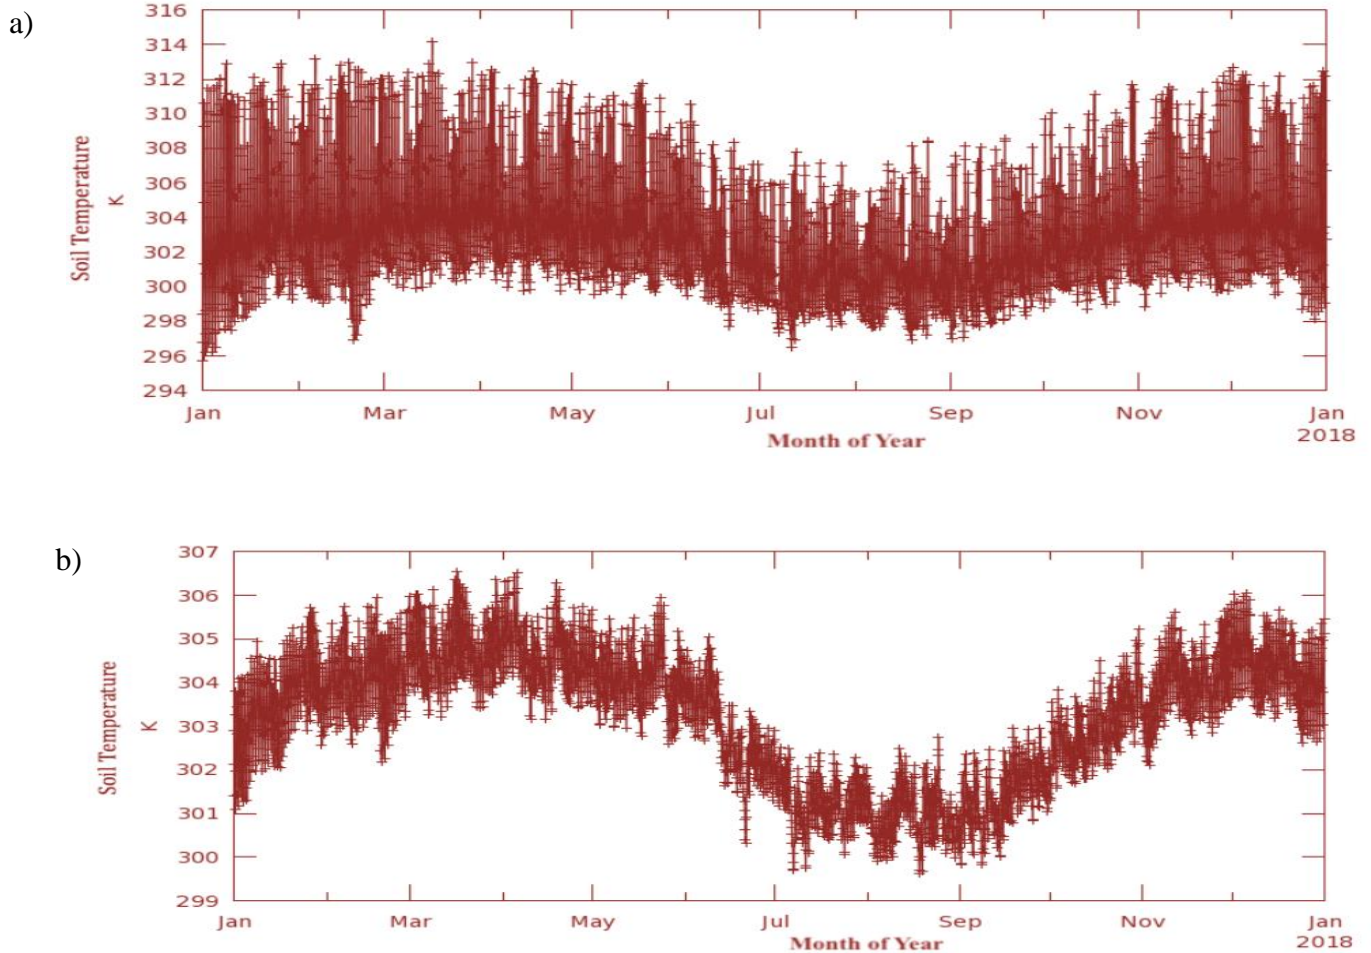 a)
316
314
312
310
308
306
304
302
300
298
296
294
Soil Temperature
K
Jan Mar May Jul Sep Nov Jan
2018
Month of Year
b)
307
306
305
304
303
302
301
300
299
Soil Temperature
K
Jan Mar May Jul Sep Nov Jan
2018
Month of Year